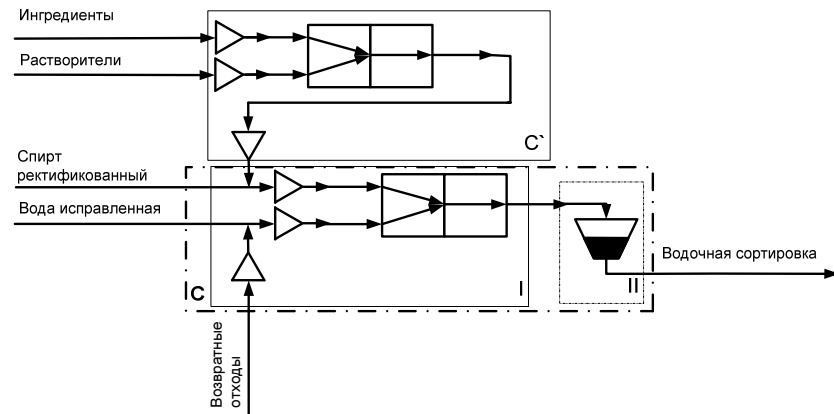 Ингредиенты
Растворители
C`
Спирт
ректификованный
Вода исправленная
Водочная сортировка
C
I
II
Возвратные
отходы